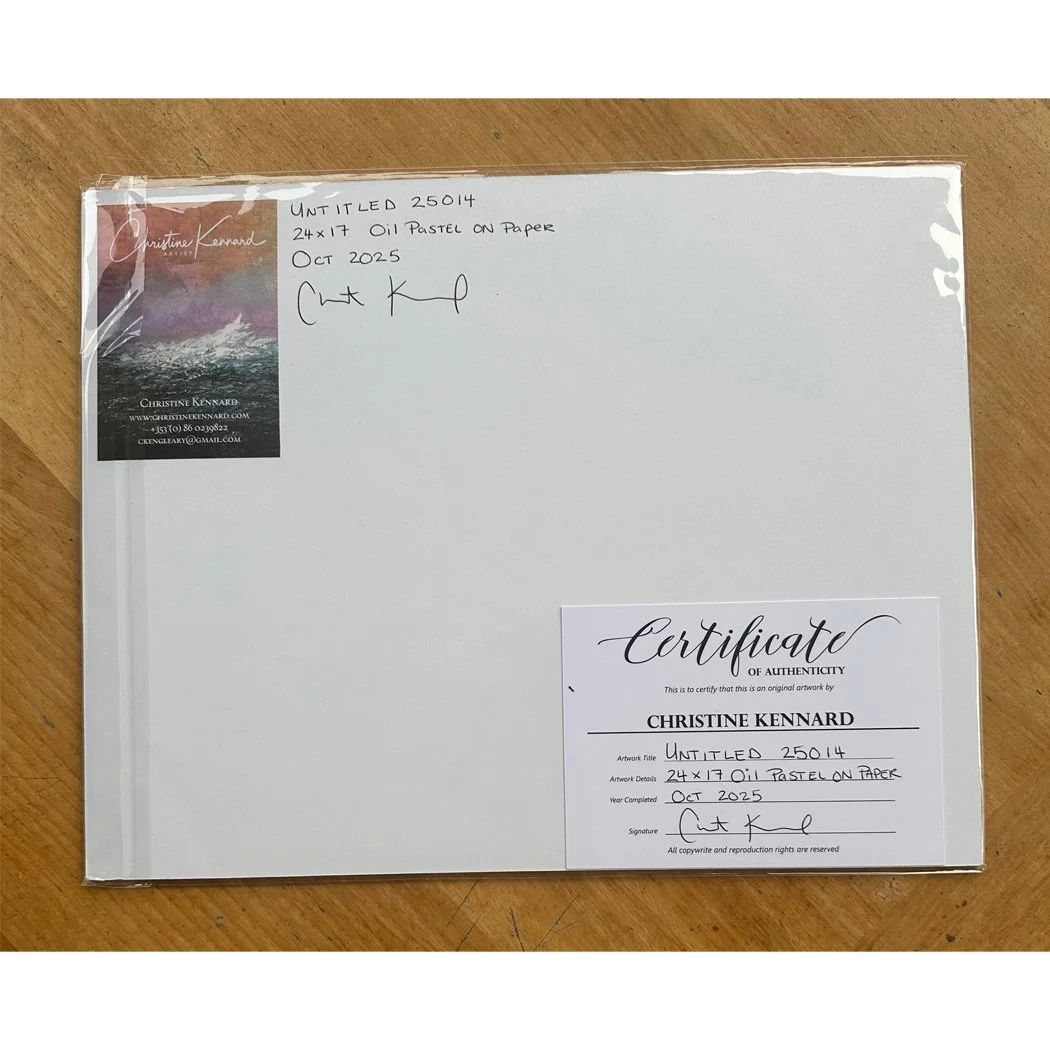 Christine Kennard
ARTIST
CHRISTINE KENNARD
WWW.CHRISTINEKENNARD.COM
+353 (0) 86 0239822
CKENGLEARY@GMAIL.COM
UNTITLED 25014
24x17 Oil PASTEL ON PAPER
OCT 2025
Certificate
OF AUTHENTICITY
This is to certify that this is an original artwork by
CHRISTINE KENNARD
Artwork Title UNTITLED 25014
Artwork Details 24x17 Oil PASTEL ON PAPER
Year Completed OCT 2025
Signature
All copywrite and reproduction rights are reserved